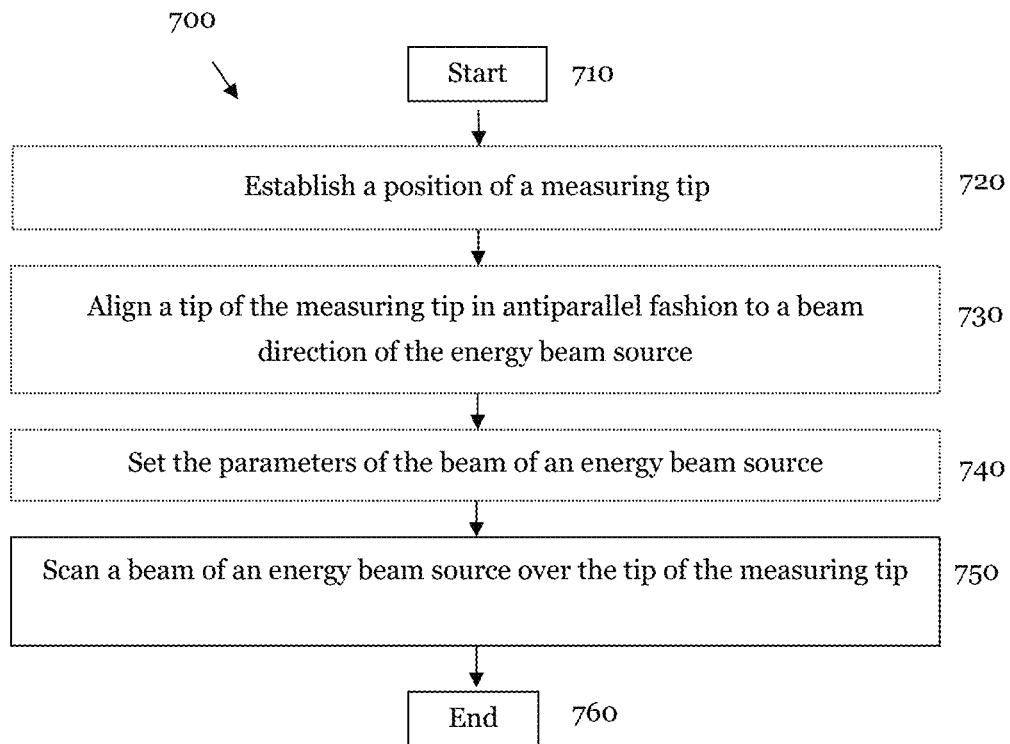 700
Start 710
Establish a position of a measuring tip 720
Align a tip of the measuring tip in antiparallel fashion to a beam 730
direction of the energy beam source
Set the parameters of the beam of an energy beam source 740
Scan a beam of an energy beam source over the tip of the measuring tip 750
End 760